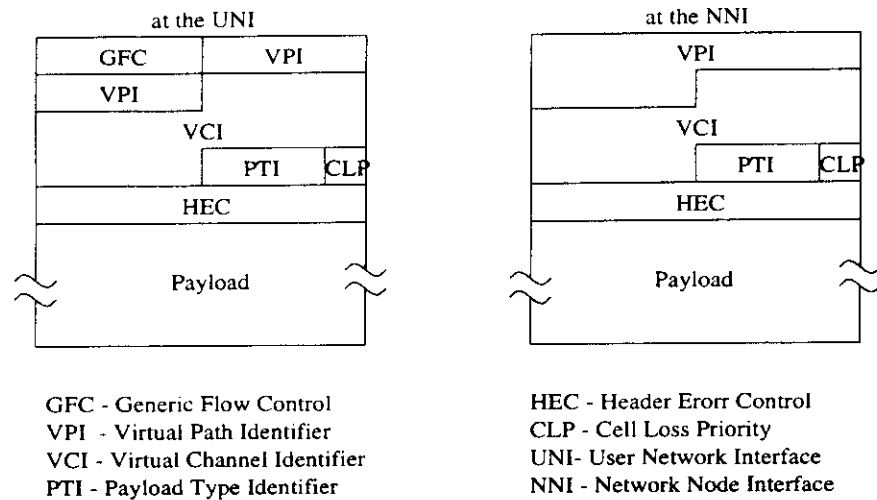 at the UNI
GFC VPI
VPI
VCI
PTI CLP
HEC
Payload
at the NNI
VPI
VCI
PTI CLP
HEC
Payload
GFC - Generic Flow Control
VPI - Virtual Path Identifier
VCI - Virtual Channel Identifier
PTI - Payload Type Identifier
HEC - Header Erorr Control
CLP - Cell Loss Priority
UNI- User Network Interface
NNI - Network Node Interface